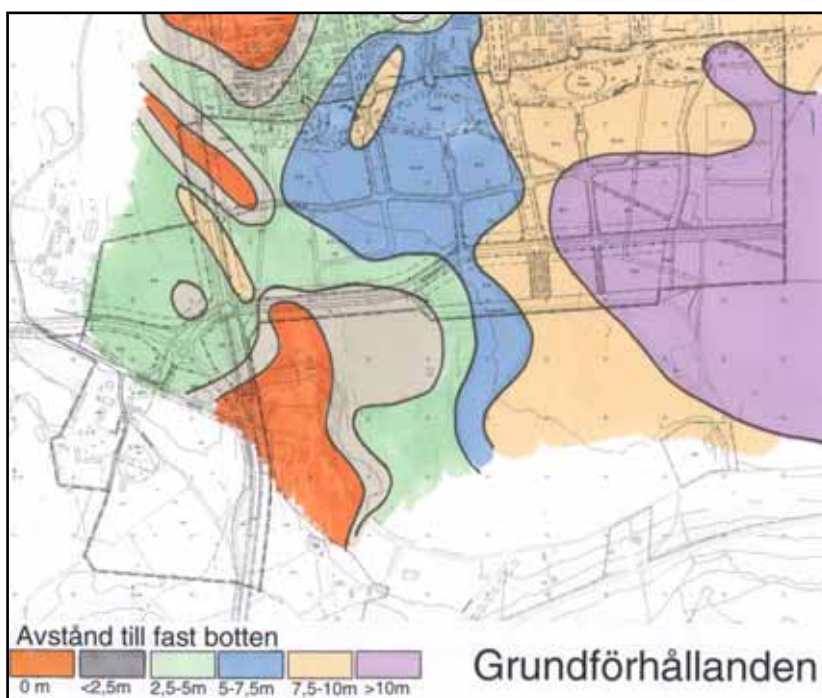 Avstånd till fast botten
0 m <2,5m 2,5-5m 5-7,5m 7,5-10m >10m
Grundförhållanden